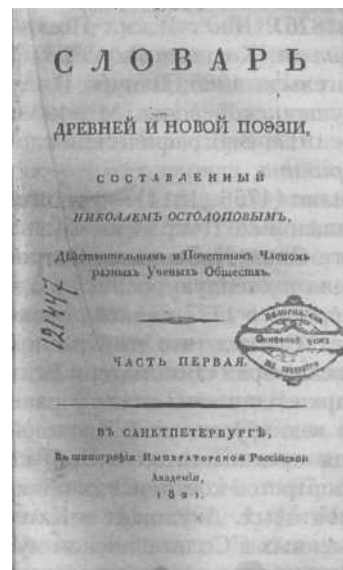 СЛОВАРЬ
ДРЕВНЕЙ И НОВОЙ ПОЭЗІИ,
СОСТАВЛЕННЫЙ
НИКОЛАЕМЪ ОСТОЛОПОВЫМЪ,
Дѣйствительнымъ и Почетнымъ Членомъ
разныхъ Ученыхъ Обществъ.
121447
ЧАСТЬ ПЕРВАЯ.
ВЪ САНКТПЕТЕРБУРГѢ,
Въ типографіи Императорской Россійской
Академіи,
1821.